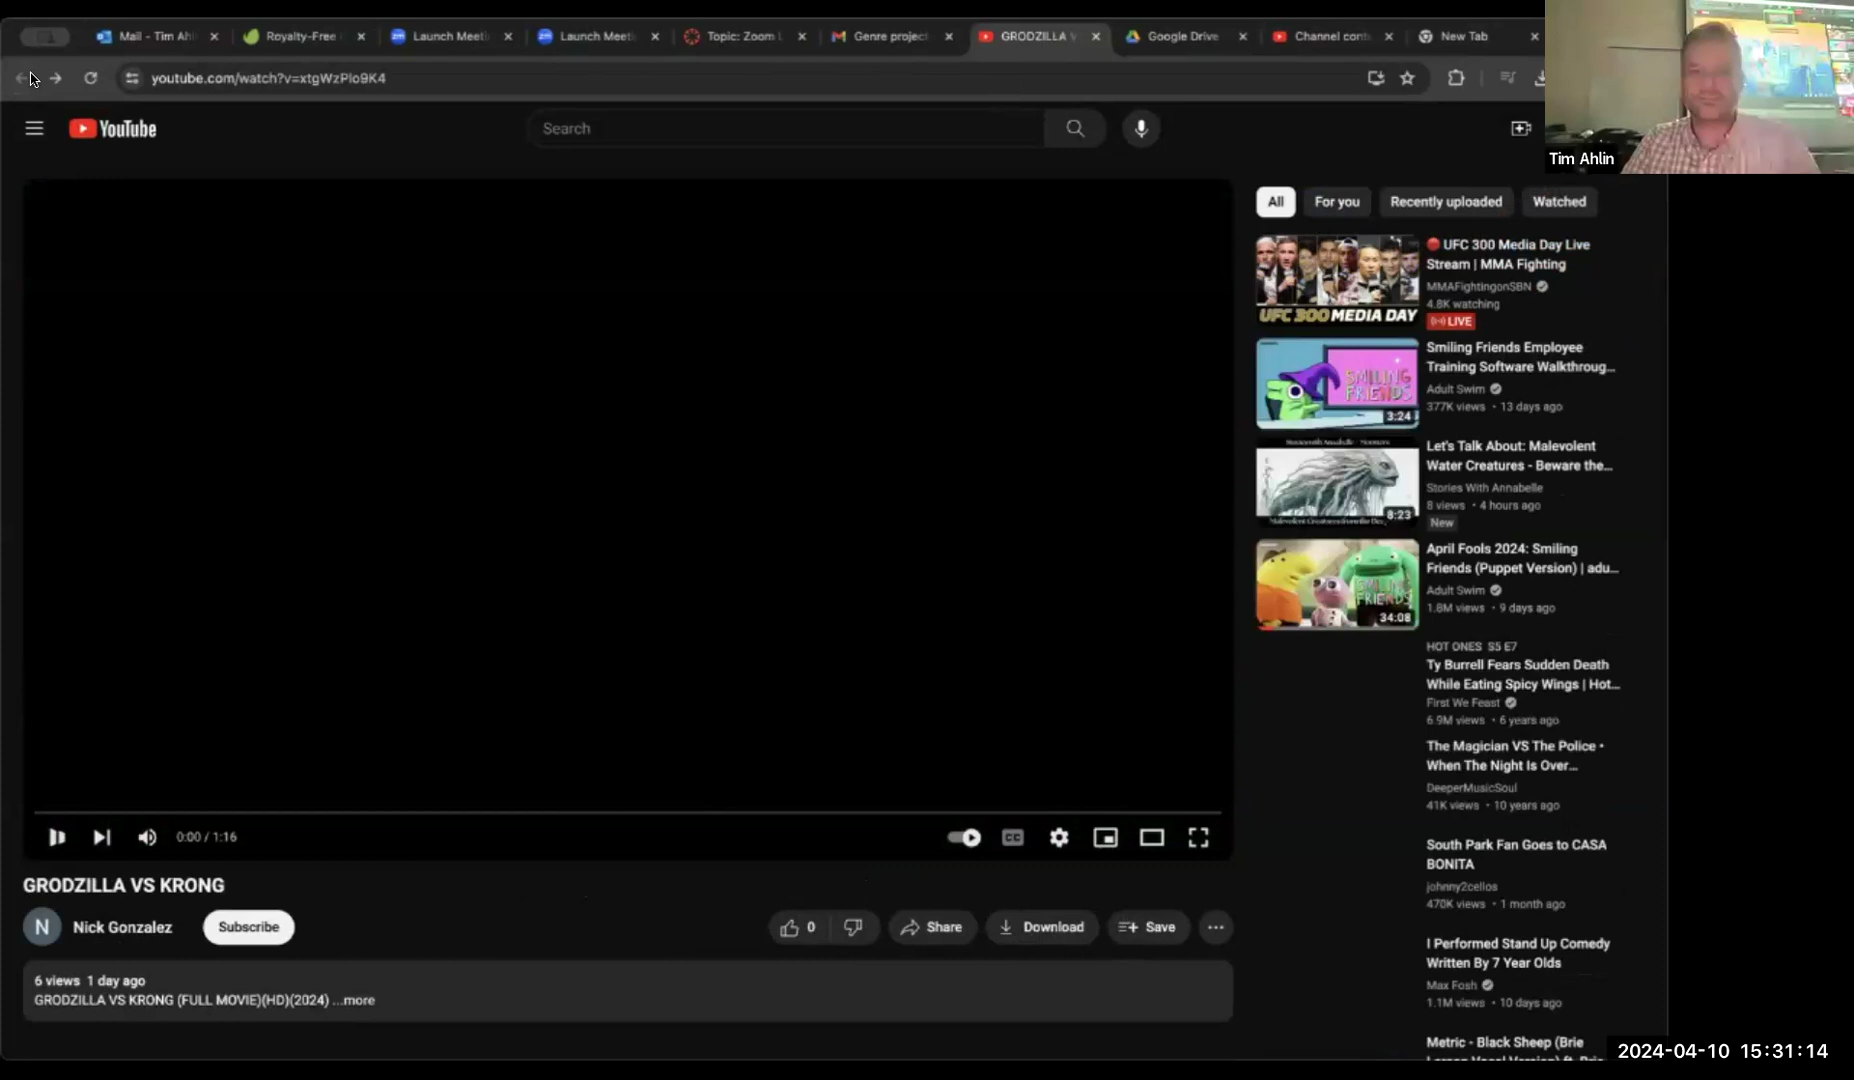 Mail - Tim Ahl
Royalty-Free
Launch Meeti
Launch Meeti
Topic: Zoom
Genre project
GRODZILLA V
Google Drive
Channel cont
New Tab
youtube.com/watch?v=xtgWzPlo9K4
YouTube
Search
Tim Ahlin
All
For you
Recently uploaded
Watched
UFC 300 MEDIA DAY
UFC 300 Media Day Live
Stream | MMA Fighting
MMAFightingonSBN
4.8K watching
LIVE
SMILING
FRIENDS
3:24
Smiling Friends Employee
Training Software Walkthroug...
Adult Swim
377K views • 13 days ago
8:23
Let's Talk About: Malevolent
Water Creatures - Beware the...
Stories With Annabelle
8 views • 4 hours ago
New
SMILING
FRIENDS
34:08
April Fools 2024: Smiling
Friends (Puppet Version) | adu...
Adult Swim
1.8M views • 9 days ago
HOT ONES S5 E7
Ty Burrell Fears Sudden Death
While Eating Spicy Wings | Hot...
First We Feast
6.9M views • 6 years ago
The Magician VS The Police •
When The Night Is Over...
DeeperMusicSoul
41K views • 10 years ago
South Park Fan Goes to CASA
BONITA
johnny2cellos
470K views • 1 month ago
I Performed Stand Up Comedy
Written By 7 Year Olds
Max Fosh
1.1M views • 10 days ago
Metric - Black Sheep (Brie
0:00 / 1:16
CC
GRODZILLA VS KRONG
N
Nick Gonzalez
Subscribe
0
Share
Download
Save
6 views 1 day ago
GRODZILLA VS KRONG (FULL MOVIE)(HD)(2024) ...more
2024-04-10 15:31:14